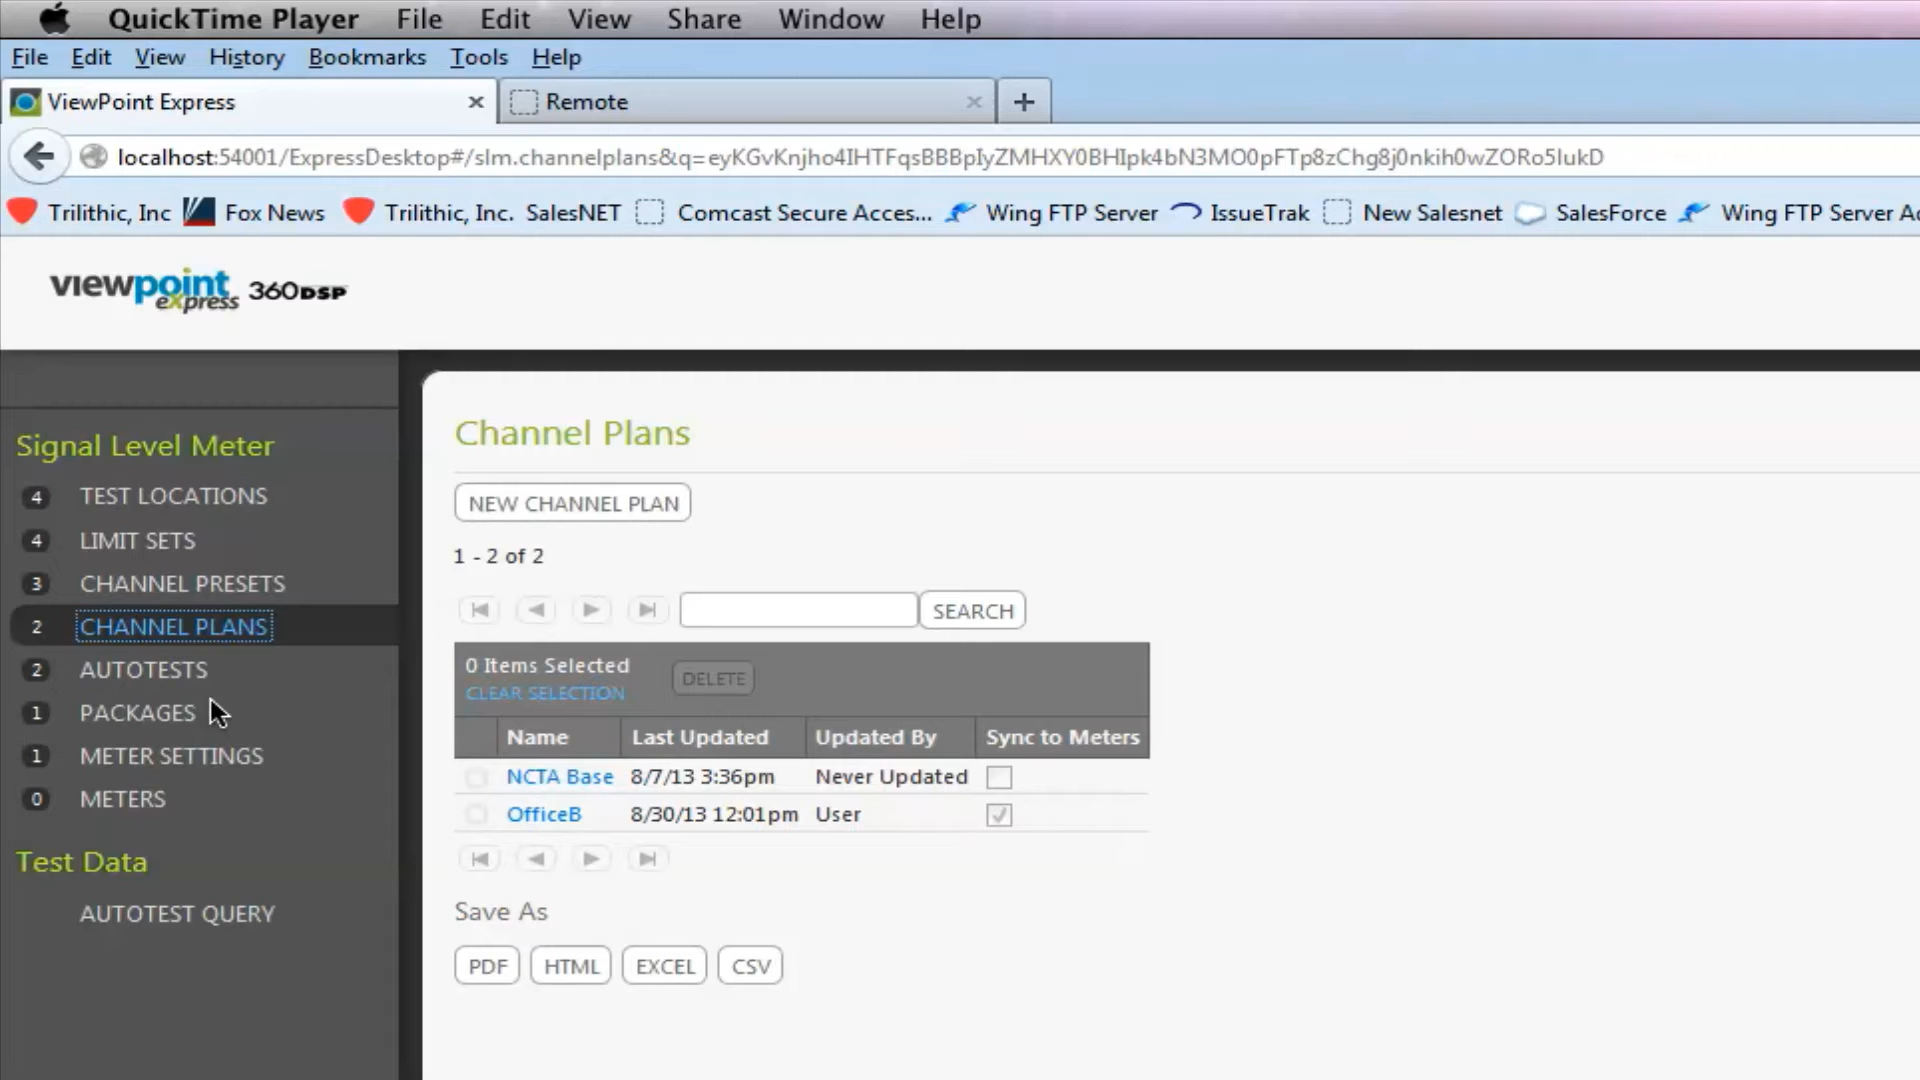 QuickTime Player File Edit View Share Window Help
File Edit View History Bookmarks Tools Help
ViewPoint Express × Remote × +
localhost:54001/ExpressDesktop#/slm.channelplans&q=eyKGvKnjho4IHTFqsBBBpIyZMHXY0BHIpk4bN3MO0pFTp8zChg8j0nkih0wZORo5IukD
Trilithic, Inc Fox News Trilithic, Inc. SalesNET Comcast Secure Acces... Wing FTP Server IssueTrak New Salesnet SalesForce Wing FTP Server Ad
viewpoint express 360DSP
Signal Level Meter
4 TEST LOCATIONS
4 LIMIT SETS
3 CHANNEL PRESETS
2 CHANNEL PLANS
2 AUTOTESTS
1 PACKAGES
1 METER SETTINGS
0 METERS
Test Data
AUTOTEST QUERY
Channel Plans
NEW CHANNEL PLAN
1 - 2 of 2
SEARCH
0 Items Selected DELETE
CLEAR SELECTION
Name Last Updated Updated By Sync to Meters
NCTA Base 8/7/13 3:36pm Never Updated
OfficeB 8/30/13 12:01pm User
Save As
PDF HTML EXCEL CSV